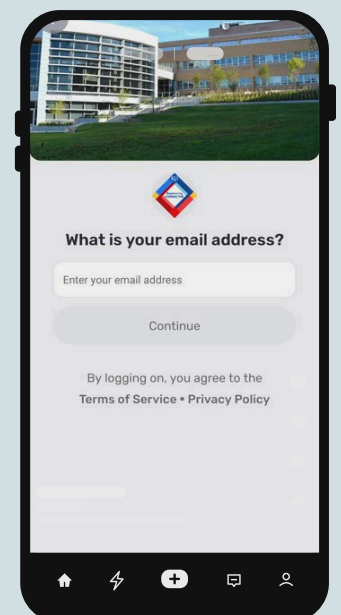 What is your email address?
Enter your email address
Continue
By logging on, you agree to the
Terms of Service • Privacy Policy